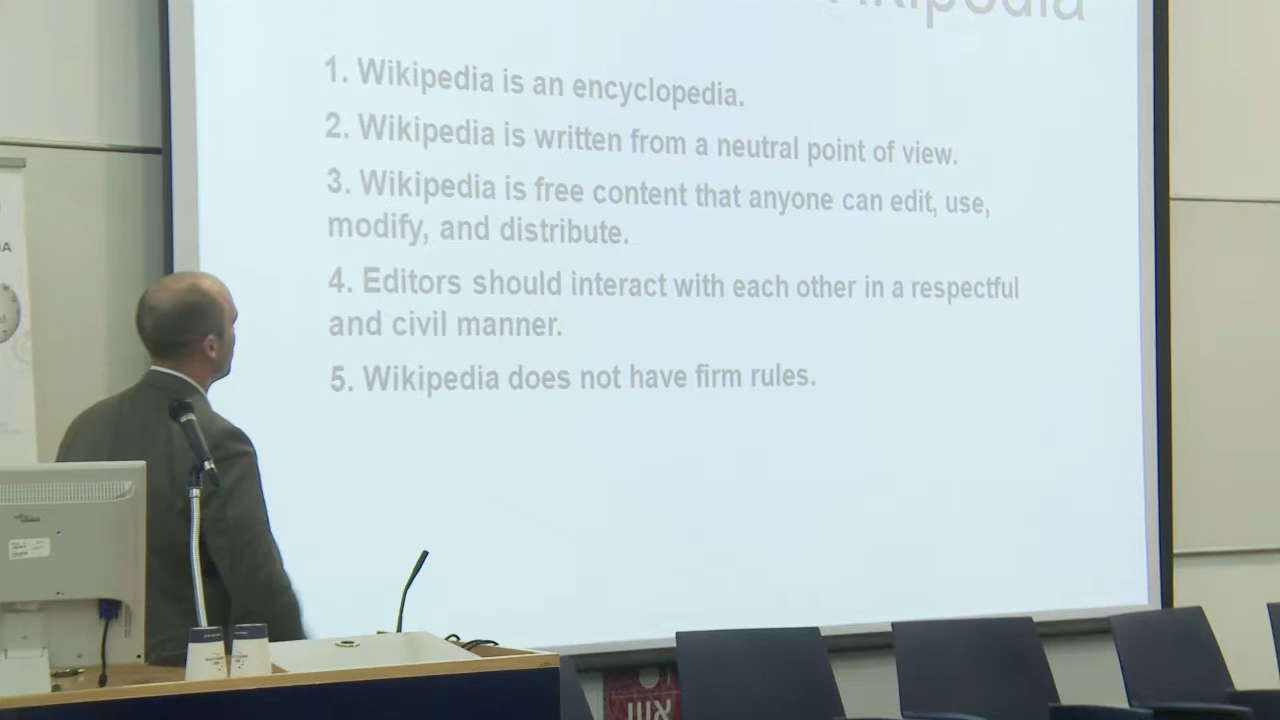 Wikipedia
1. Wikipedia is an encyclopedia.
2. Wikipedia is written from a neutral point of view.
3. Wikipedia is free content that anyone can edit, use,
modify, and distribute.
4. Editors should interact with each other in a respectful
and civil manner.
5. Wikipedia does not have firm rules.